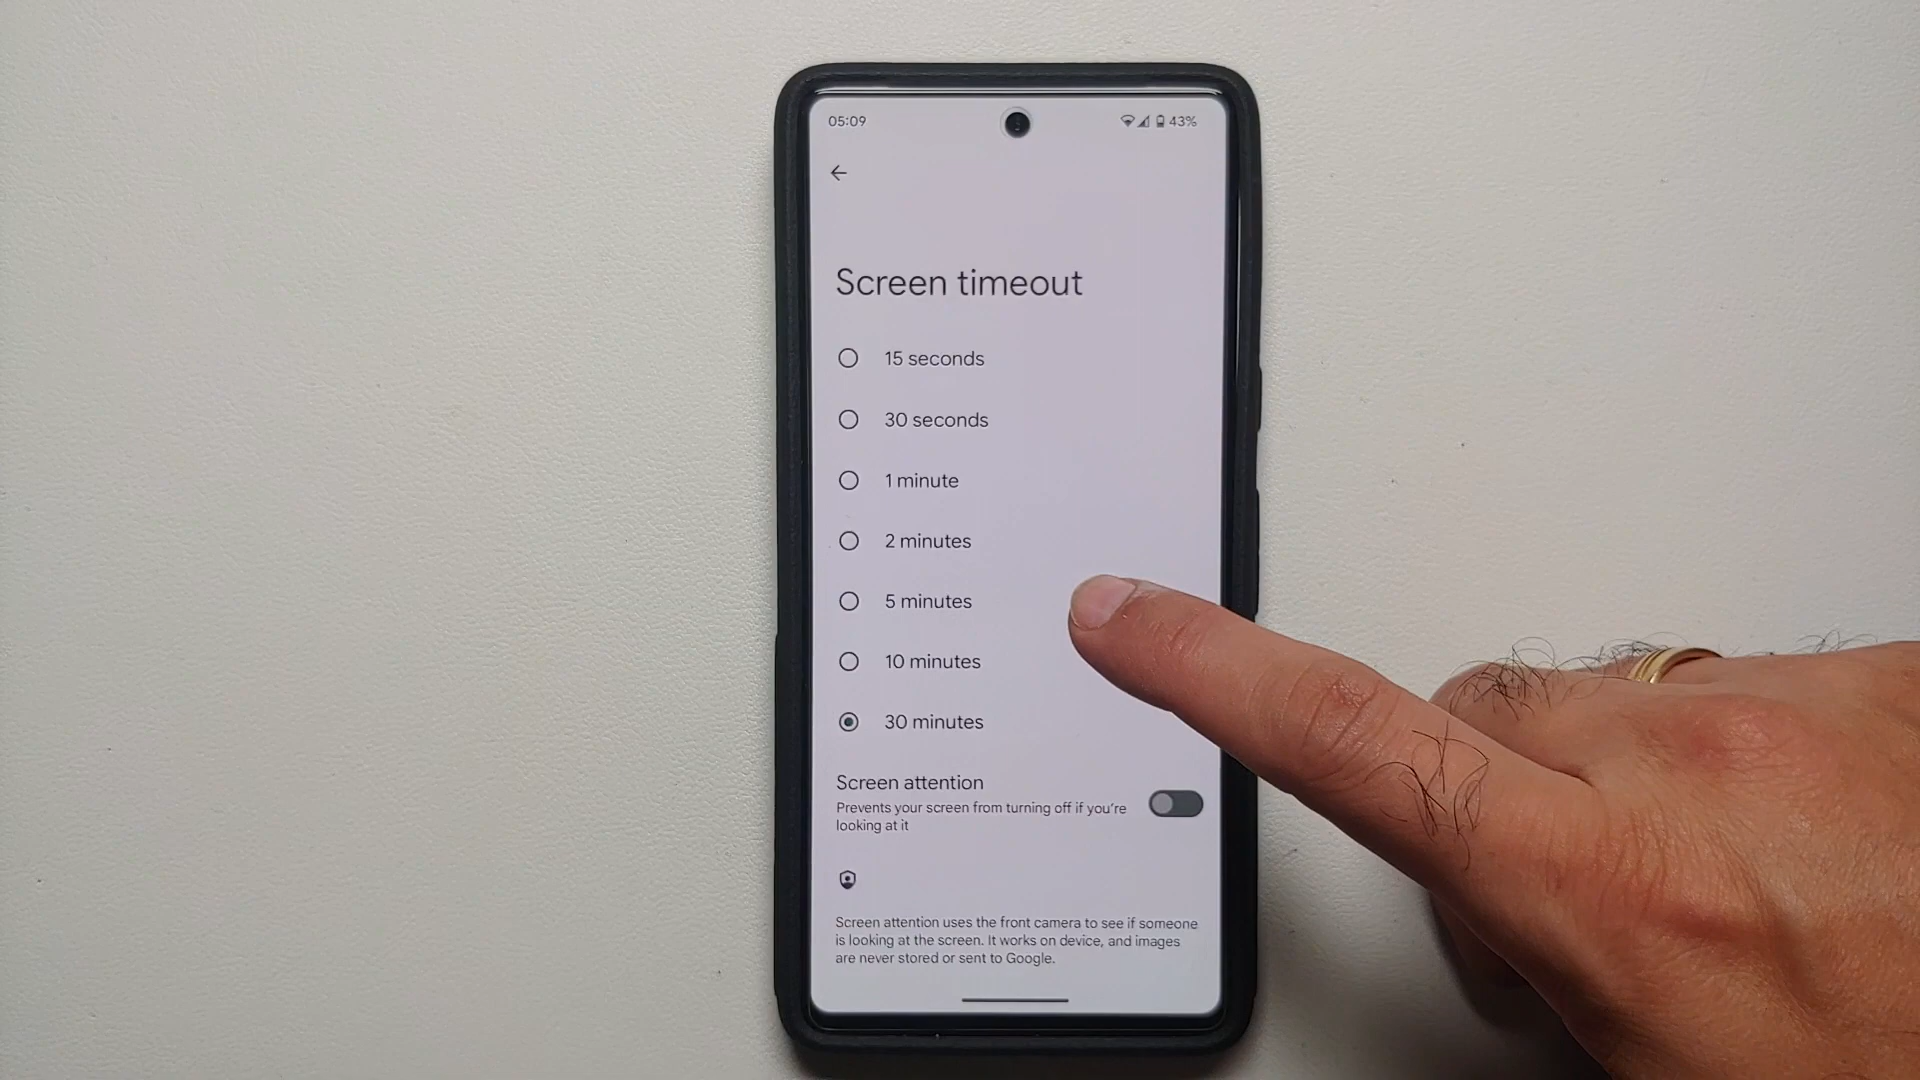 05:09
43%
Screen timeout
15 seconds
30 seconds
1 minute
2 minutes
5 minutes
10 minutes
30 minutes
Screen attention
Prevents your screen from turning off if you're
looking at it
Screen attention uses the front camera to see if someone
is looking at the screen. It works on device, and images
are never stored or sent to Google.